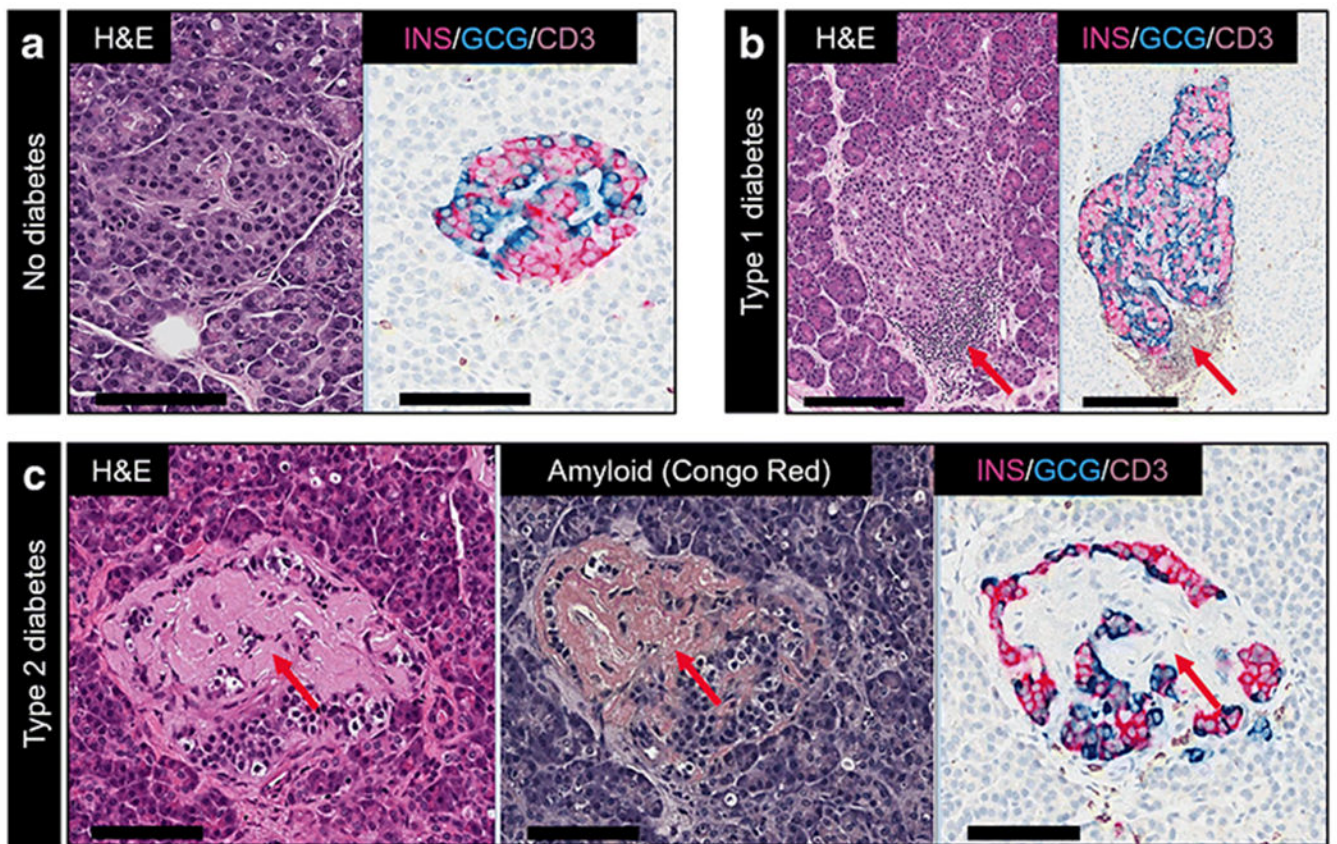 a
No diabetes
H&E
INS/GCG/CD3
b
Type 1 diabetes
H&E
INS/GCG/CD3
c
Type 2 diabetes
H&E
Amyloid (Congo Red)
INS/GCG/CD3